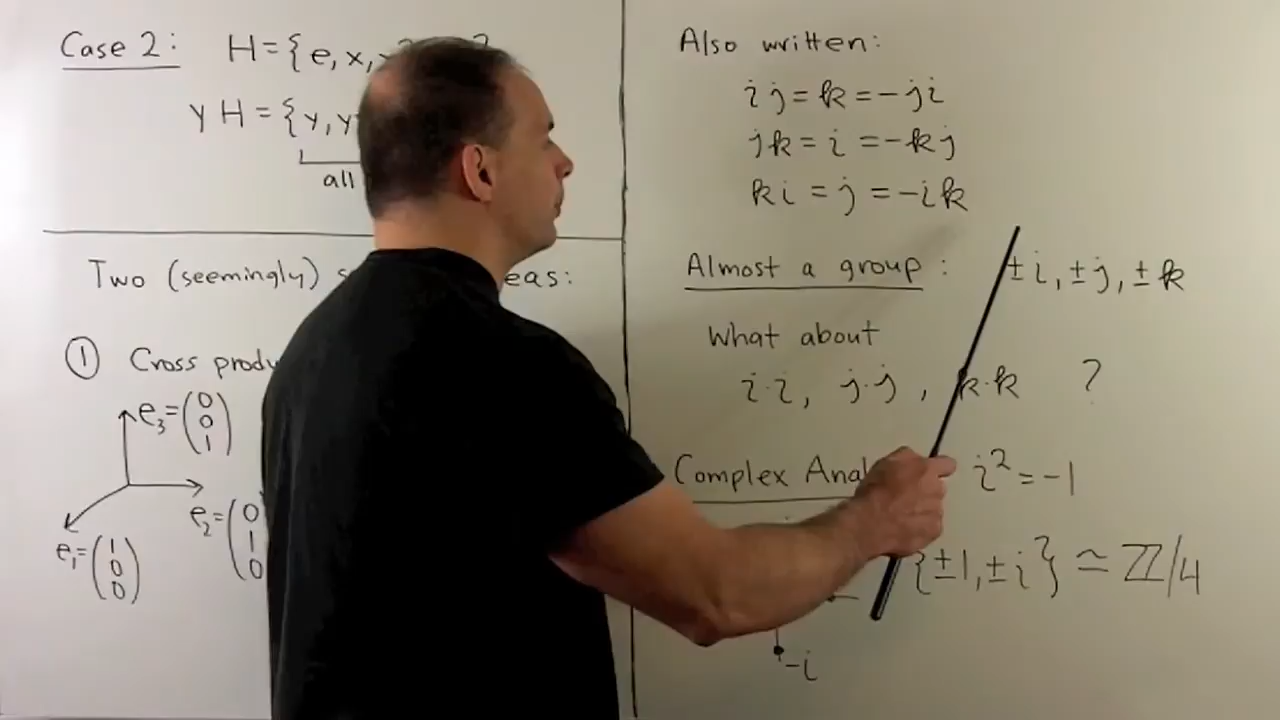 Case 2: H={e, x,
yH={y, y
all
Two (seemingly) s eas:
① Cross produ
e₃=(0 0 1)
e₂=(0 1 0)
e₁=(1 0 0)
Also written:
ij=k=-ji
jk=i=-kj
ki=j=-ik
Almost a group: ±i, ±j, ±k
What about
i·i, j·j, k·k ?
Complex Anal i²=-1
{±1,±i} ≃ ℤ/4
-i